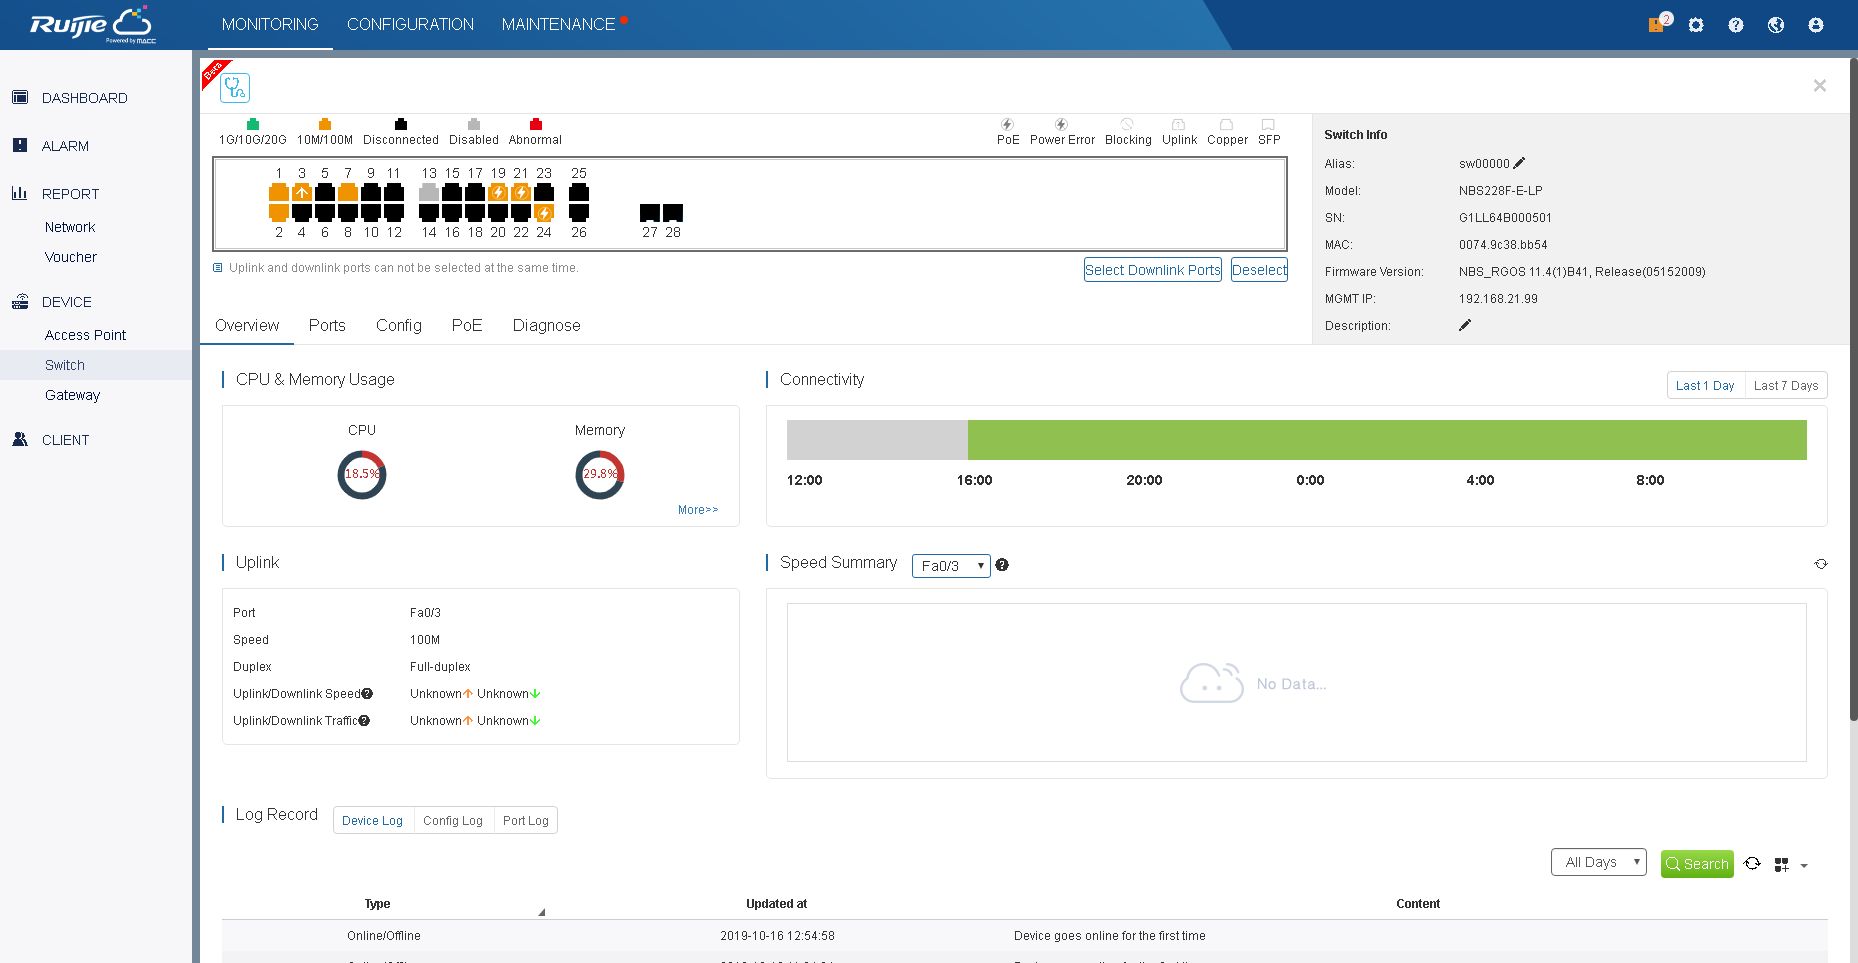 Ruijie
Powered by MACC
MONITORING CONFIGURATION MAINTENANCE
2
DASHBOARD
ALARM
REPORT
Network
Voucher
DEVICE
Access Point
Switch
Gateway
CLIENT
Beta
1G/10G/20G 10M/100M Disconnected Disabled Abnormal
PoE Power Error Blocking Uplink Copper SFP
1 3 5 7 9 11 13 15 17 19 21 23 25
2 4 6 8 10 12 14 16 18 20 22 24 26 27 28
Uplink and downlink ports can not be selected at the same time.
Select Downlink Ports Deselect
Switch Info
Alias: sw00000
Model: NBS228F-E-LP
SN: G1LL64B000501
MAC: 0074.9c38.bb54
Firmware Version: NBS_RGOS 11.4(1)B41, Release(05152009)
MGMT IP: 192.168.21.99
Description:
Overview Ports Config PoE Diagnose
CPU & Memory Usage
CPU Memory
18.5% 29.8%
More>>
Connectivity
Last 1 Day Last 7 Days
12:00 16:00 20:00 0:00 4:00 8:00
Uplink
Port Fa0/3
Speed 100M
Duplex Full-duplex
Uplink/Downlink Speed Unknown Unknown
Uplink/Downlink Traffic Unknown Unknown
Speed Summary Fa0/3
No Data...
Log Record Device Log Config Log Port Log
All Days Search
Type Updated at Content
Online/Offline 2019-10-16 12:54:58 Device goes online for the first time